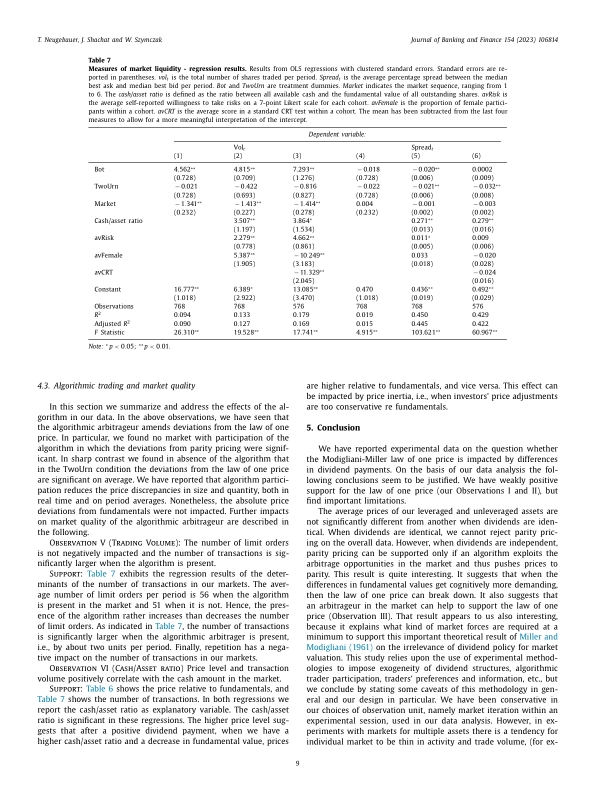 T. Neugebauer, J. Shachat and W. Szymczak
Journal of Banking and Finance 154 (2023) 106814
Table 7
Measures of market liquidity - regression results. Results from OLS regressions with clustered standard errors. Standard errors are re-
ported in parentheses. volt is the total number of shares traded per period. Spreadt is the average percentage spread between the median
best ask and median best bid per period. Bot and TwoUrn are treatment dummies. Market indicates the market sequence, ranging from 1
to 6. The cash/asset ratio is defined as the ratio between all available cash and the fundamental value of all outstanding shares. avRisk is
the average self-reported willingness to take risks on a 7-point Likert scale for each cohort. avFemale is the proportion of female partici-
pants within a cohort. avCRT is the average score in a standard CRT test within a cohort. The mean has been subtracted from the last four
measures to allow for a more meaningful interpretation of the intercept.
Dependent variable:
Volt Spreadt
(1) (2) (3) (4) (5) (6)
Bot 4.562** 4.815** 7.293** −0.018 −0.020** 0.0002
(0.728) (0.709) (1.276) (0.728) (0.006) (0.009)
TwoUrn −0.021 −0.422 −0.816 −0.022 −0.021** −0.032**
(0.728) (0.693) (0.827) (0.728) (0.006) (0.008)
Market −1.341** −1.413** −1.414** 0.004 −0.001 −0.003
(0.232) (0.227) (0.278) (0.232) (0.002) (0.002)
Cash/asset ratio 3.507** 3.864* 0.271** 0.279**
(1.197) (1.534) (0.013) (0.016)
avRisk 2.279** 4.662** 0.011* 0.009
(0.778) (0.861) (0.005) (0.006)
avFemale 5.387** −10.249** 0.033 −0.020
(1.905) (3.183) (0.018) (0.028)
avCRT −11.329** −0.024
(2.045) (0.016)
Constant 16.777** 6.389* 13.085** 0.470 0.436** 0.492**
(1.018) (2.922) (3.470) (1.018) (0.019) (0.029)
Observations 768 768 576 768 768 576
R2 0.094 0.133 0.179 0.019 0.450 0.429
Adjusted R2 0.090 0.127 0.169 0.015 0.445 0.422
F Statistic 26.310** 19.528** 17.741** 4.915** 103.621** 60.967**
Note: *p < 0.05; **p < 0.01.
4.3. Algorithmic trading and market quality
In this section we summarize and address the effects of the al-
gorithm in our data. In the above observations, we have seen that
the algorithmic arbitrageur amends deviations from the law of one
price. In particular, we found no market with participation of the
algorithm in which the deviations from parity pricing were signif-
icant. In sharp contrast we found in absence of the algorithm that
in the TwoUrn condition the deviations from the law of one price
are significant on average. We have reported that algorithm partici-
pation reduces the price discrepancies in size and quantity, both in
real time and on period averages. Nonetheless, the absolute price
deviations from fundamentals were not impacted. Further impacts
on market quality of the algorithmic arbitrageur are described in
the following.
Observation V (Trading Volume): The number of limit orders
is not negatively impacted and the number of transactions is sig-
nificantly larger when the algorithm is present.
Support: Table 7 exhibits the regression results of the deter-
minants of the number of transactions in our markets. The aver-
age number of limit orders per period is 56 when the algorithm
is present in the market and 51 when it is not. Hence, the pres-
ence of the algorithm rather increases than decreases the number
of limit orders. As indicated in Table 7, the number of transactions
is significantly larger when the algorithmic arbitrager is present,
i.e., by about two units per period. Finally, repetition has a nega-
tive impact on the number of transactions in our markets.
Observation VI (Cash/Asset ratio) Price level and transaction
volume positively correlate with the cash amount in the market.
Support: Table 6 shows the price relative to fundamentals, and
Table 7 shows the number of transactions. In both regressions we
report the cash/asset ratio as explanatory variable. The cash/asset
ratio is significant in these regressions. The higher price level sug-
gests that after a positive dividend payment, when we have a
higher cash/asset ratio and a decrease in fundamental value, prices
are higher relative to fundamentals, and vice versa. This effect can
be impacted by price inertia, i.e., when investors' price adjustments
are too conservative re fundamentals.
5. Conclusion
We have reported experimental data on the question whether
the Modigliani-Miller law of one price is impacted by differences
in dividend payments. On the basis of our data analysis the fol-
lowing conclusions seem to be justified. We have weakly positive
support for the law of one price (our Observations I and II), but
find important limitations.
The average prices of our leveraged and unleveraged assets are
not significantly different from another when dividends are iden-
tical. When dividends are identical, we cannot reject parity pric-
ing on the overall data. However, when dividends are independent,
parity pricing can be supported only if an algorithm exploits the
arbitrage opportunities in the market and thus pushes prices to
parity. This result is quite interesting. It suggests that when the
differences in fundamental values get cognitively more demanding,
then the law of one price can break down. It also suggests that
an arbitrageur in the market can help to support the law of one
price (Observation III). That result appears to us also interesting,
because it explains what kind of market forces are required at a
minimum to support this important theoretical result of Miller and
Modigliani (1961) on the irrelevance of dividend policy for market
valuation. This study relies upon the use of experimental method-
ologies to impose exogeneity of dividend structures, algorithmic
trader participation, traders' preferences and information, etc., but
we conclude by stating some caveats of this methodology in gen-
eral and our design in particular. We have been conservative in
our choices of observation unit, namely market iteration within an
experimental session, used in our data analysis. However, in ex-
periments with markets for multiple assets there is a tendency for
individual market to be thin in activity and trade volume, (for ex-
9